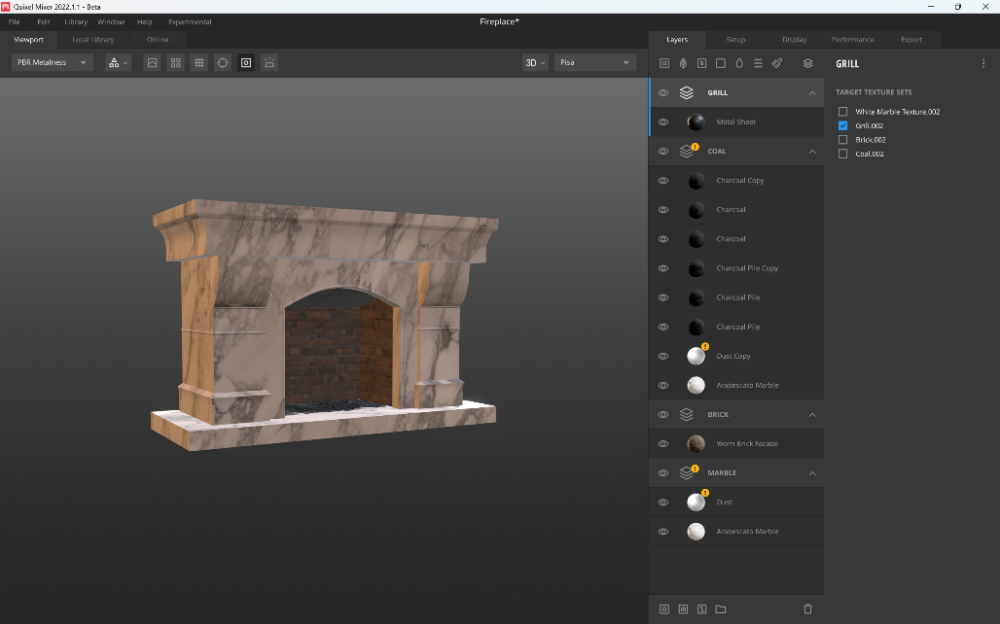 Quixel Mixer 2022.1.1 - Beta
File Edit Library Window Help Experimental
Fireplace*
Viewport Local Library Online
Layers Setup Display Performance Export
PBR Metalness
3D
Pisa
GRILL
Metal Sheet
COAL
Charcoal Copy
Charcoal
Charcoal
Charcoal Pile Copy
Charcoal Pile
Charcoal Pile
Dust Copy
Arabescato Marble
BRICK
Worn Brick Facade
MARBLE
Dust
Arabescato Marble
GRILL
TARGET TEXTURE SETS
White Marble Texture.002
Grill.002
Brick.002
Coal.002